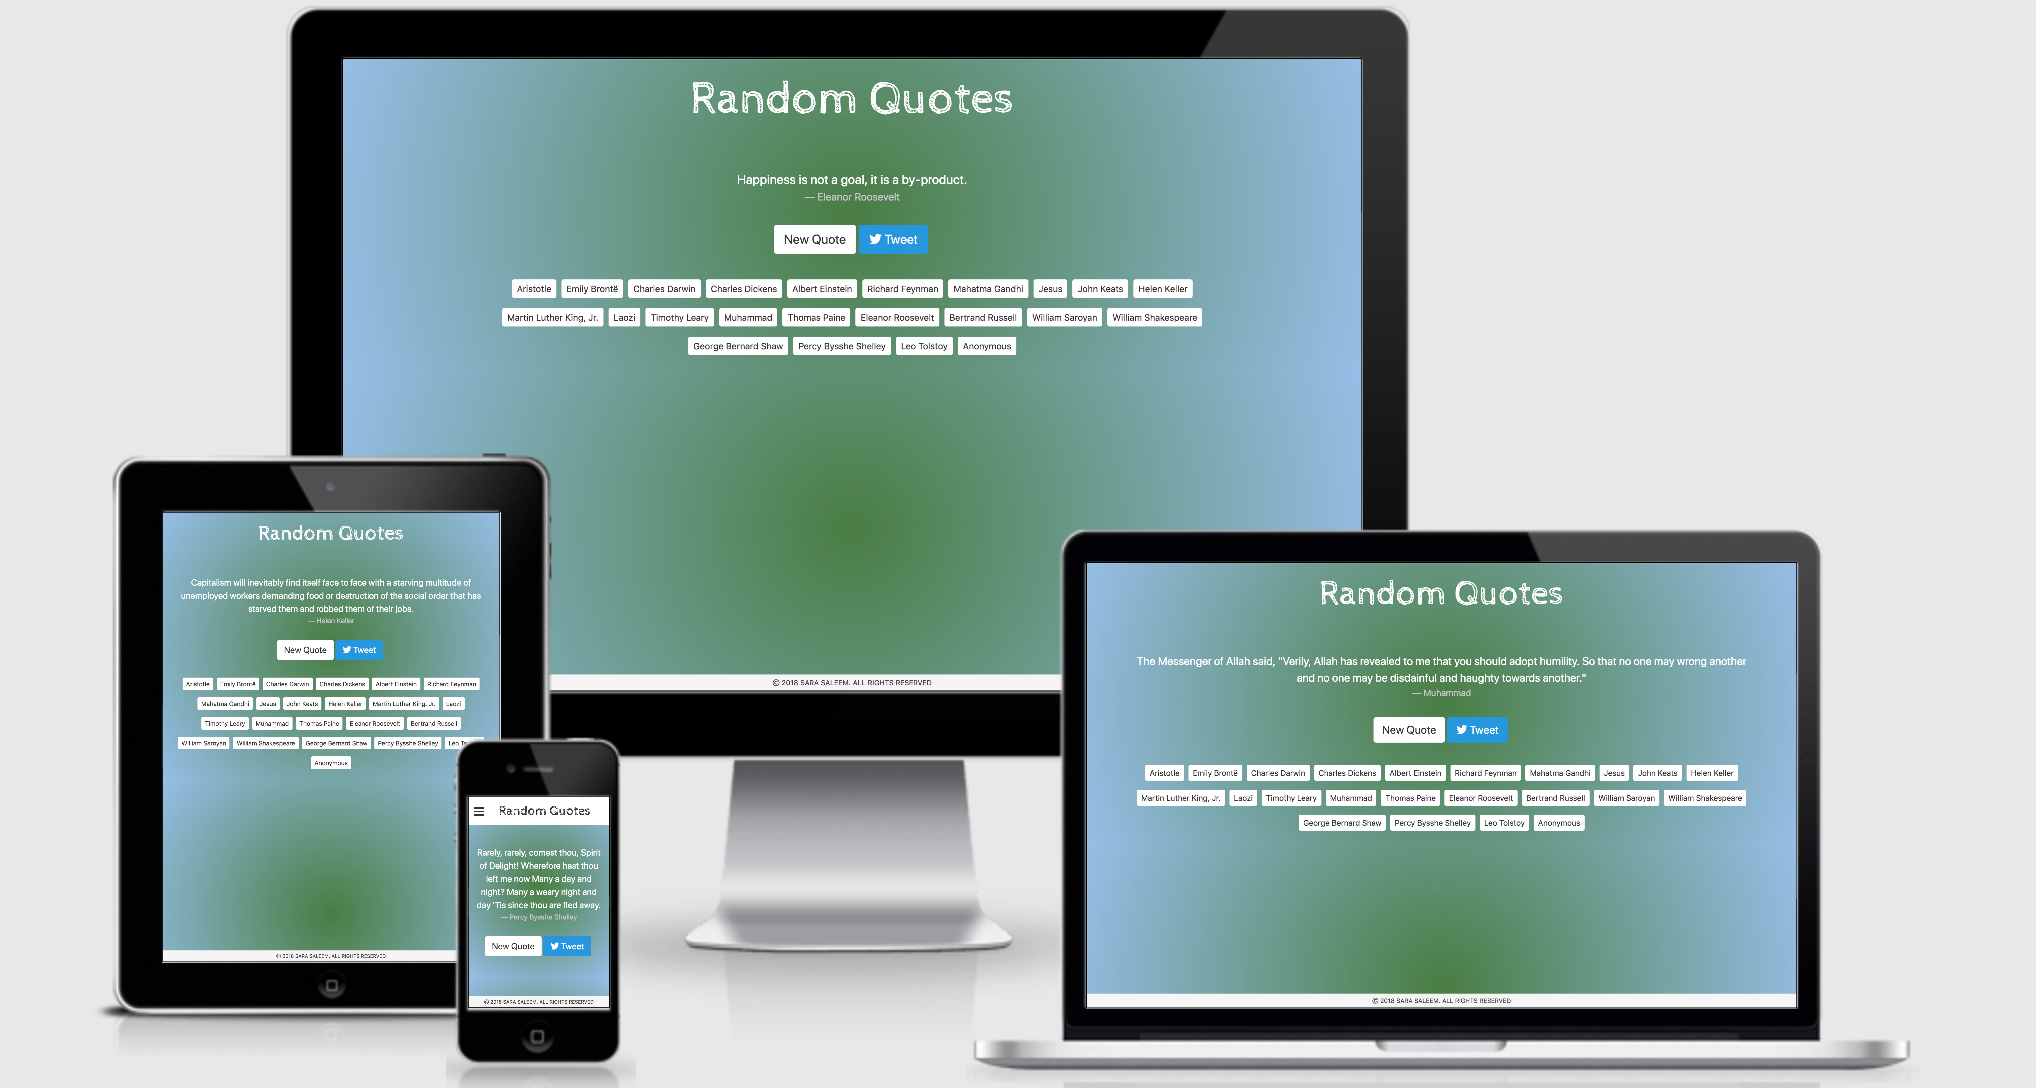 Random Quotes
Happiness is not a goal, it is a by-product.
— Eleanor Roosevelt
New Quote Tweet
Aristotle Emily Brontë Charles Darwin Charles Dickens Albert Einstein Richard Feynman Mahatma Gandhi Jesus John Keats Helen Keller
Martin Luther King, Jr. Laozi Timothy Leary Muhammad Thomas Paine Eleanor Roosevelt Bertrand Russell William Saroyan William Shakespeare
George Bernard Shaw Percy Bysshe Shelley Leo Tolstoy Anonymous
© 2018 SARA SALEEM. ALL RIGHTS RESERVED
Random Quotes
Capitalism will inevitably find itself face to face with a starving multitude of
unemployed workers demanding food or destruction of the social order that has
starved them and robbed them of their jobs.
— Helen Keller
New Quote Tweet
Aristotle Emily Brontë Charles Darwin Charles Dickens Albert Einstein Richard Feynman
Mahatma Gandhi Jesus John Keats Helen Keller Martin Luther King, Jr. Laozi
Timothy Leary Muhammad Thomas Paine Eleanor Roosevelt Bertrand Russell
William Saroyan William Shakespeare George Bernard Shaw Percy Bysshe Shelley Leo
Anonymous
© 2018 SARA SALEEM. ALL RIGHTS RESERVED
Random Quotes
Rarely, rarely, comest thou, Spirit
of Delight! Wherefore hast thou
left me now Many a day and
night? Many a weary night and
day 'Tis since thou are fled away.
— Percy Bysshe Shelley
New Quote Tweet
© 2018 SARA SALEEM. ALL RIGHTS RESERVED
Random Quotes
The Messenger of Allah said, "Verily, Allah has revealed to me that you should adopt humility. So that no one may wrong another
and no one may be disdainful and haughty towards another."
— Muhammad
New Quote Tweet
Aristotle Emily Brontë Charles Darwin Charles Dickens Albert Einstein Richard Feynman Mahatma Gandhi Jesus John Keats Helen Keller
Martin Luther King, Jr. Laozi Timothy Leary Muhammad Thomas Paine Eleanor Roosevelt Bertrand Russell William Saroyan William Shakespeare
George Bernard Shaw Percy Bysshe Shelley Leo Tolstoy Anonymous
© 2018 SARA SALEEM. ALL RIGHTS RESERVED